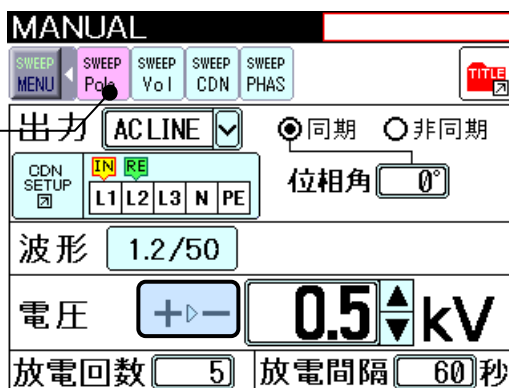 MANUAL
SWEEP MENU SWEEP Pola SWEEP Vol SWEEP CDN SWEEP PHAS TITLE
出力 AC LINE 同期 非同期
CDN SETUP IN RE L1 L2 L3 N PE 位相角 0°
波形 1.2/50
電圧 +▷− 0.5 kV
放電回数 5 放電間隔 60 秒